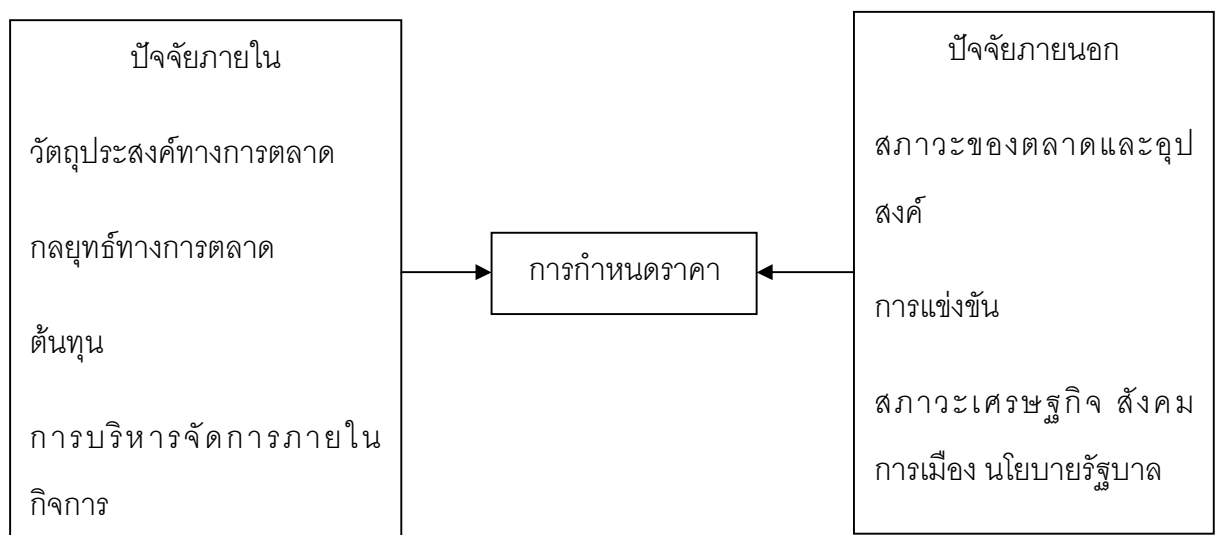 ปัจจัยภายใน
วัตถุประสงค์ทางการตลาด
กลยุทธ์ทางการตลาด
ต้นทุน
การบริหารจัดการภายใน
กิจการ
การกำหนดราคา
ปัจจัยภายนอก
สภาวะของตลาดและอุป
สงค์
การแข่งขัน
สภาวะเศรษฐกิจ สังคม
การเมือง นโยบายรัฐบาล